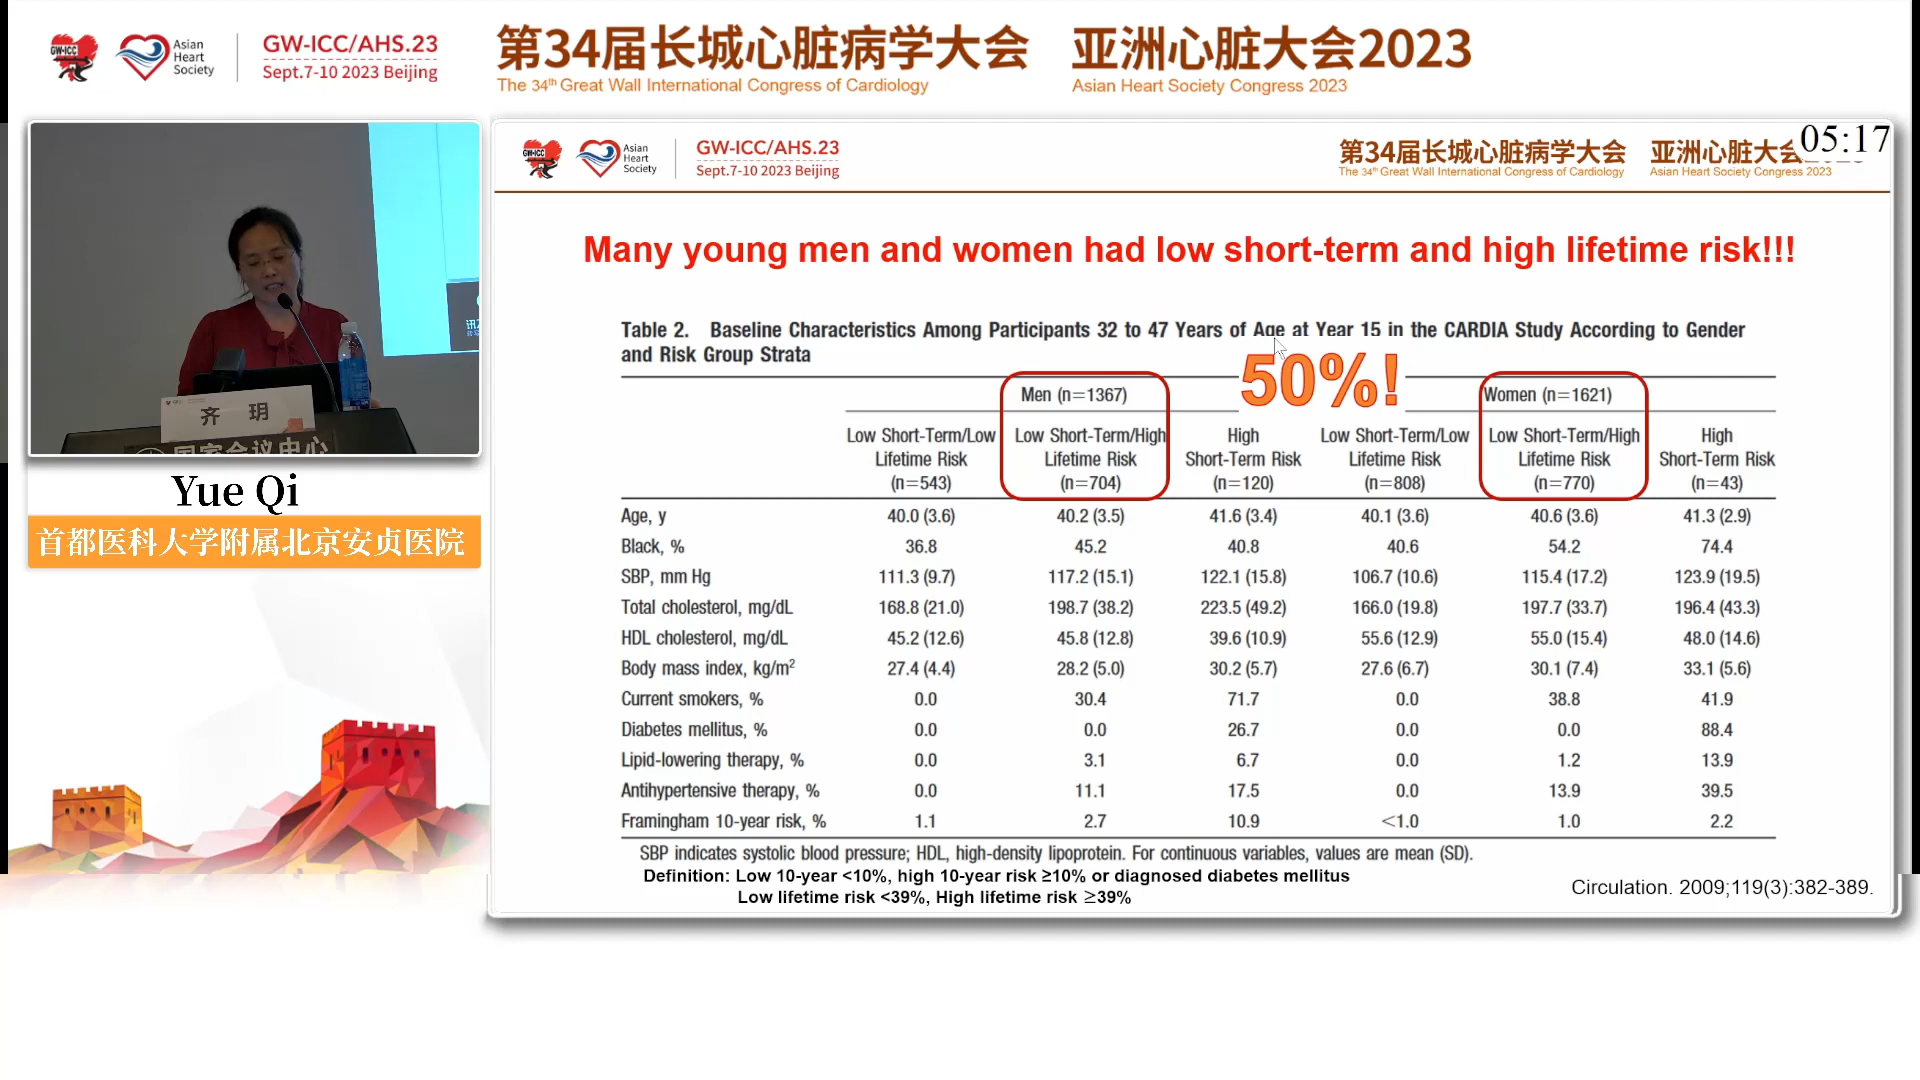 GW-ICC
Asian
Heart
Society
GW-ICC/AHS.23
Sept.7-10 2023 Beijing
第34届长城心脏病学大会
The 34th Great Wall International Congress of Cardiology
亚洲心脏大会2023
Asian Heart Society Congress 2023
齐 玥
国家会议中心
Yue Qi
首都医科大学附属北京安贞医院
GW-ICC
Asian
Heart
Society
GW-ICC/AHS.23
Sept.7-10 2023 Beijing
第34届长城心脏病学大会
The 34th Great Wall International Congress of Cardiology
亚洲心脏大会
Asian Heart Society Congress 2023
05:17
Many young men and women had low short-term and high lifetime risk!!!
Table 2. Baseline Characteristics Among Participants 32 to 47 Years of Age at Year 15 in the CARDIA Study According to Gender
and Risk Group Strata
50%!
Men (n=1367) Women (n=1621)
Low Short-Term/Low Low Short-Term/High High Low Short-Term/Low Low Short-Term/High High
Lifetime Risk Lifetime Risk Short-Term Risk Lifetime Risk Lifetime Risk Short-Term Risk
(n=543) (n=704) (n=120) (n=808) (n=770) (n=43)
Age, y 40.0 (3.6) 40.2 (3.5) 41.6 (3.4) 40.1 (3.6) 40.6 (3.6) 41.3 (2.9)
Black, % 36.8 45.2 40.8 40.6 54.2 74.4
SBP, mm Hg 111.3 (9.7) 117.2 (15.1) 122.1 (15.8) 106.7 (10.6) 115.4 (17.2) 123.9 (19.5)
Total cholesterol, mg/dL 168.8 (21.0) 198.7 (38.2) 223.5 (49.2) 166.0 (19.8) 197.7 (33.7) 196.4 (43.3)
HDL cholesterol, mg/dL 45.2 (12.6) 45.8 (12.8) 39.6 (10.9) 55.6 (12.9) 55.0 (15.4) 48.0 (14.6)
Body mass index, kg/m2 27.4 (4.4) 28.2 (5.0) 30.2 (5.7) 27.6 (6.7) 30.1 (7.4) 33.1 (5.6)
Current smokers, % 0.0 30.4 71.7 0.0 38.8 41.9
Diabetes mellitus, % 0.0 0.0 26.7 0.0 0.0 88.4
Lipid-lowering therapy, % 0.0 3.1 6.7 0.0 1.2 13.9
Antihypertensive therapy, % 0.0 11.1 17.5 0.0 13.9 39.5
Framingham 10-year risk, % 1.1 2.7 10.9 <1.0 1.0 2.2
SBP indicates systolic blood pressure; HDL, high-density lipoprotein. For continuous variables, values are mean (SD).
Definition: Low 10-year <10%, high 10-year risk ≥10% or diagnosed diabetes mellitus
Low lifetime risk <39%, High lifetime risk ≥39%
Circulation. 2009;119(3):382-389.